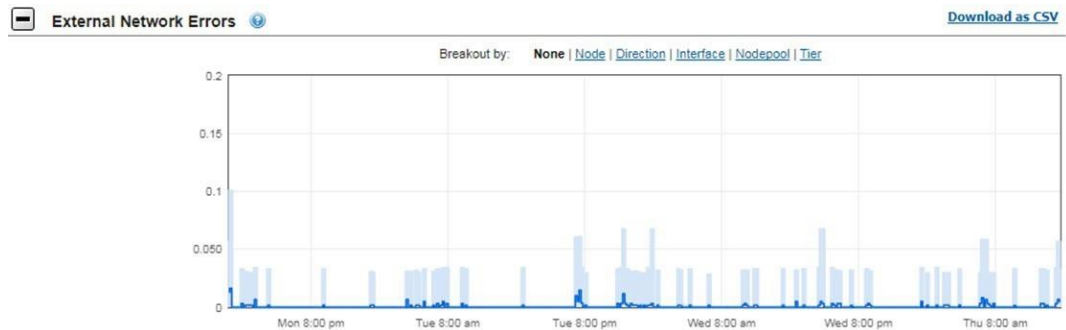 External Network Errors
Download as CSV
Breakout by: None | Node | Direction | Interface | Nodepool | Tier
0.2
0.15
0.1
0.050
0
Mon 8:00 pm Tue 8:00 am Tue 8:00 pm Wed 8:00 am Wed 8:00 pm Thu 8:00 am